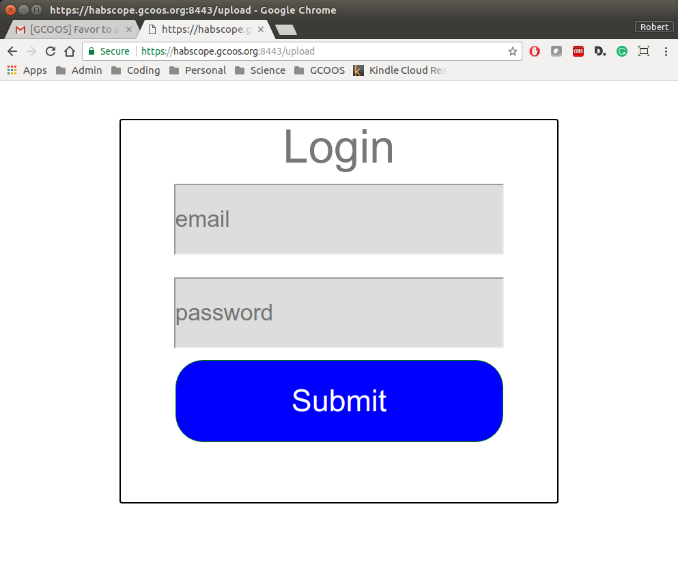 https://habscope.gcoos.org:8443/upload - Google Chrome
[GCOOS] Favor to a
https://habscope.g
Robert
Secure
https://habscope.gcoos.org:8443/upload
Apps
Admin
Coding
Personal
Science
GCOOS
Kindle Cloud Rea
Login
email
password
Submit